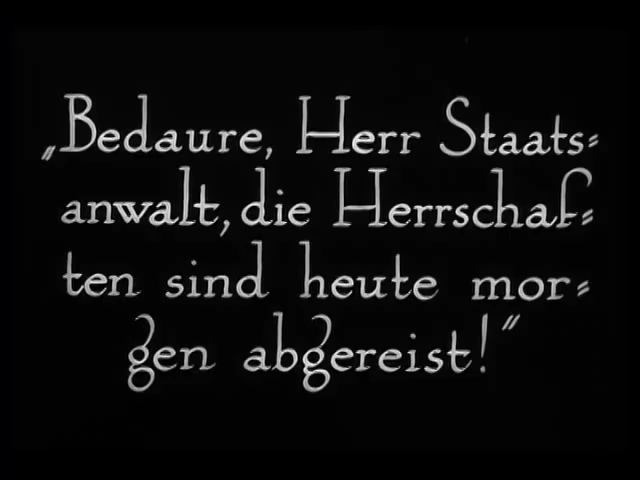 „Bedaure, Herr Staats=
anwalt, die Herrschaf=
ten sind heute mor=
gen abgereist!“